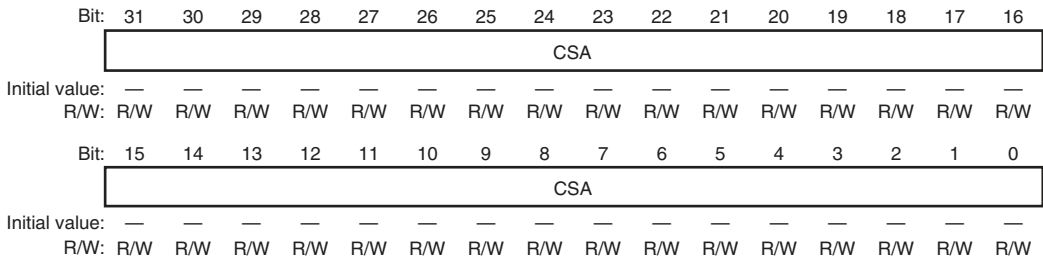 Bit: 31 30 29 28 27 26 25 24 23 22 21 20 19 18 17 16
CSA
Initial value: — — — — — — — — — — — — — — — —
R/W: R/W R/W R/W R/W R/W R/W R/W R/W R/W R/W R/W R/W R/W R/W R/W R/W
Bit: 15 14 13 12 11 10 9 8 7 6 5 4 3 2 1 0
CSA
Initial value: — — — — — — — — — — — — — — — —
R/W: R/W R/W R/W R/W R/W R/W R/W R/W R/W R/W R/W R/W R/W R/W R/W R/W